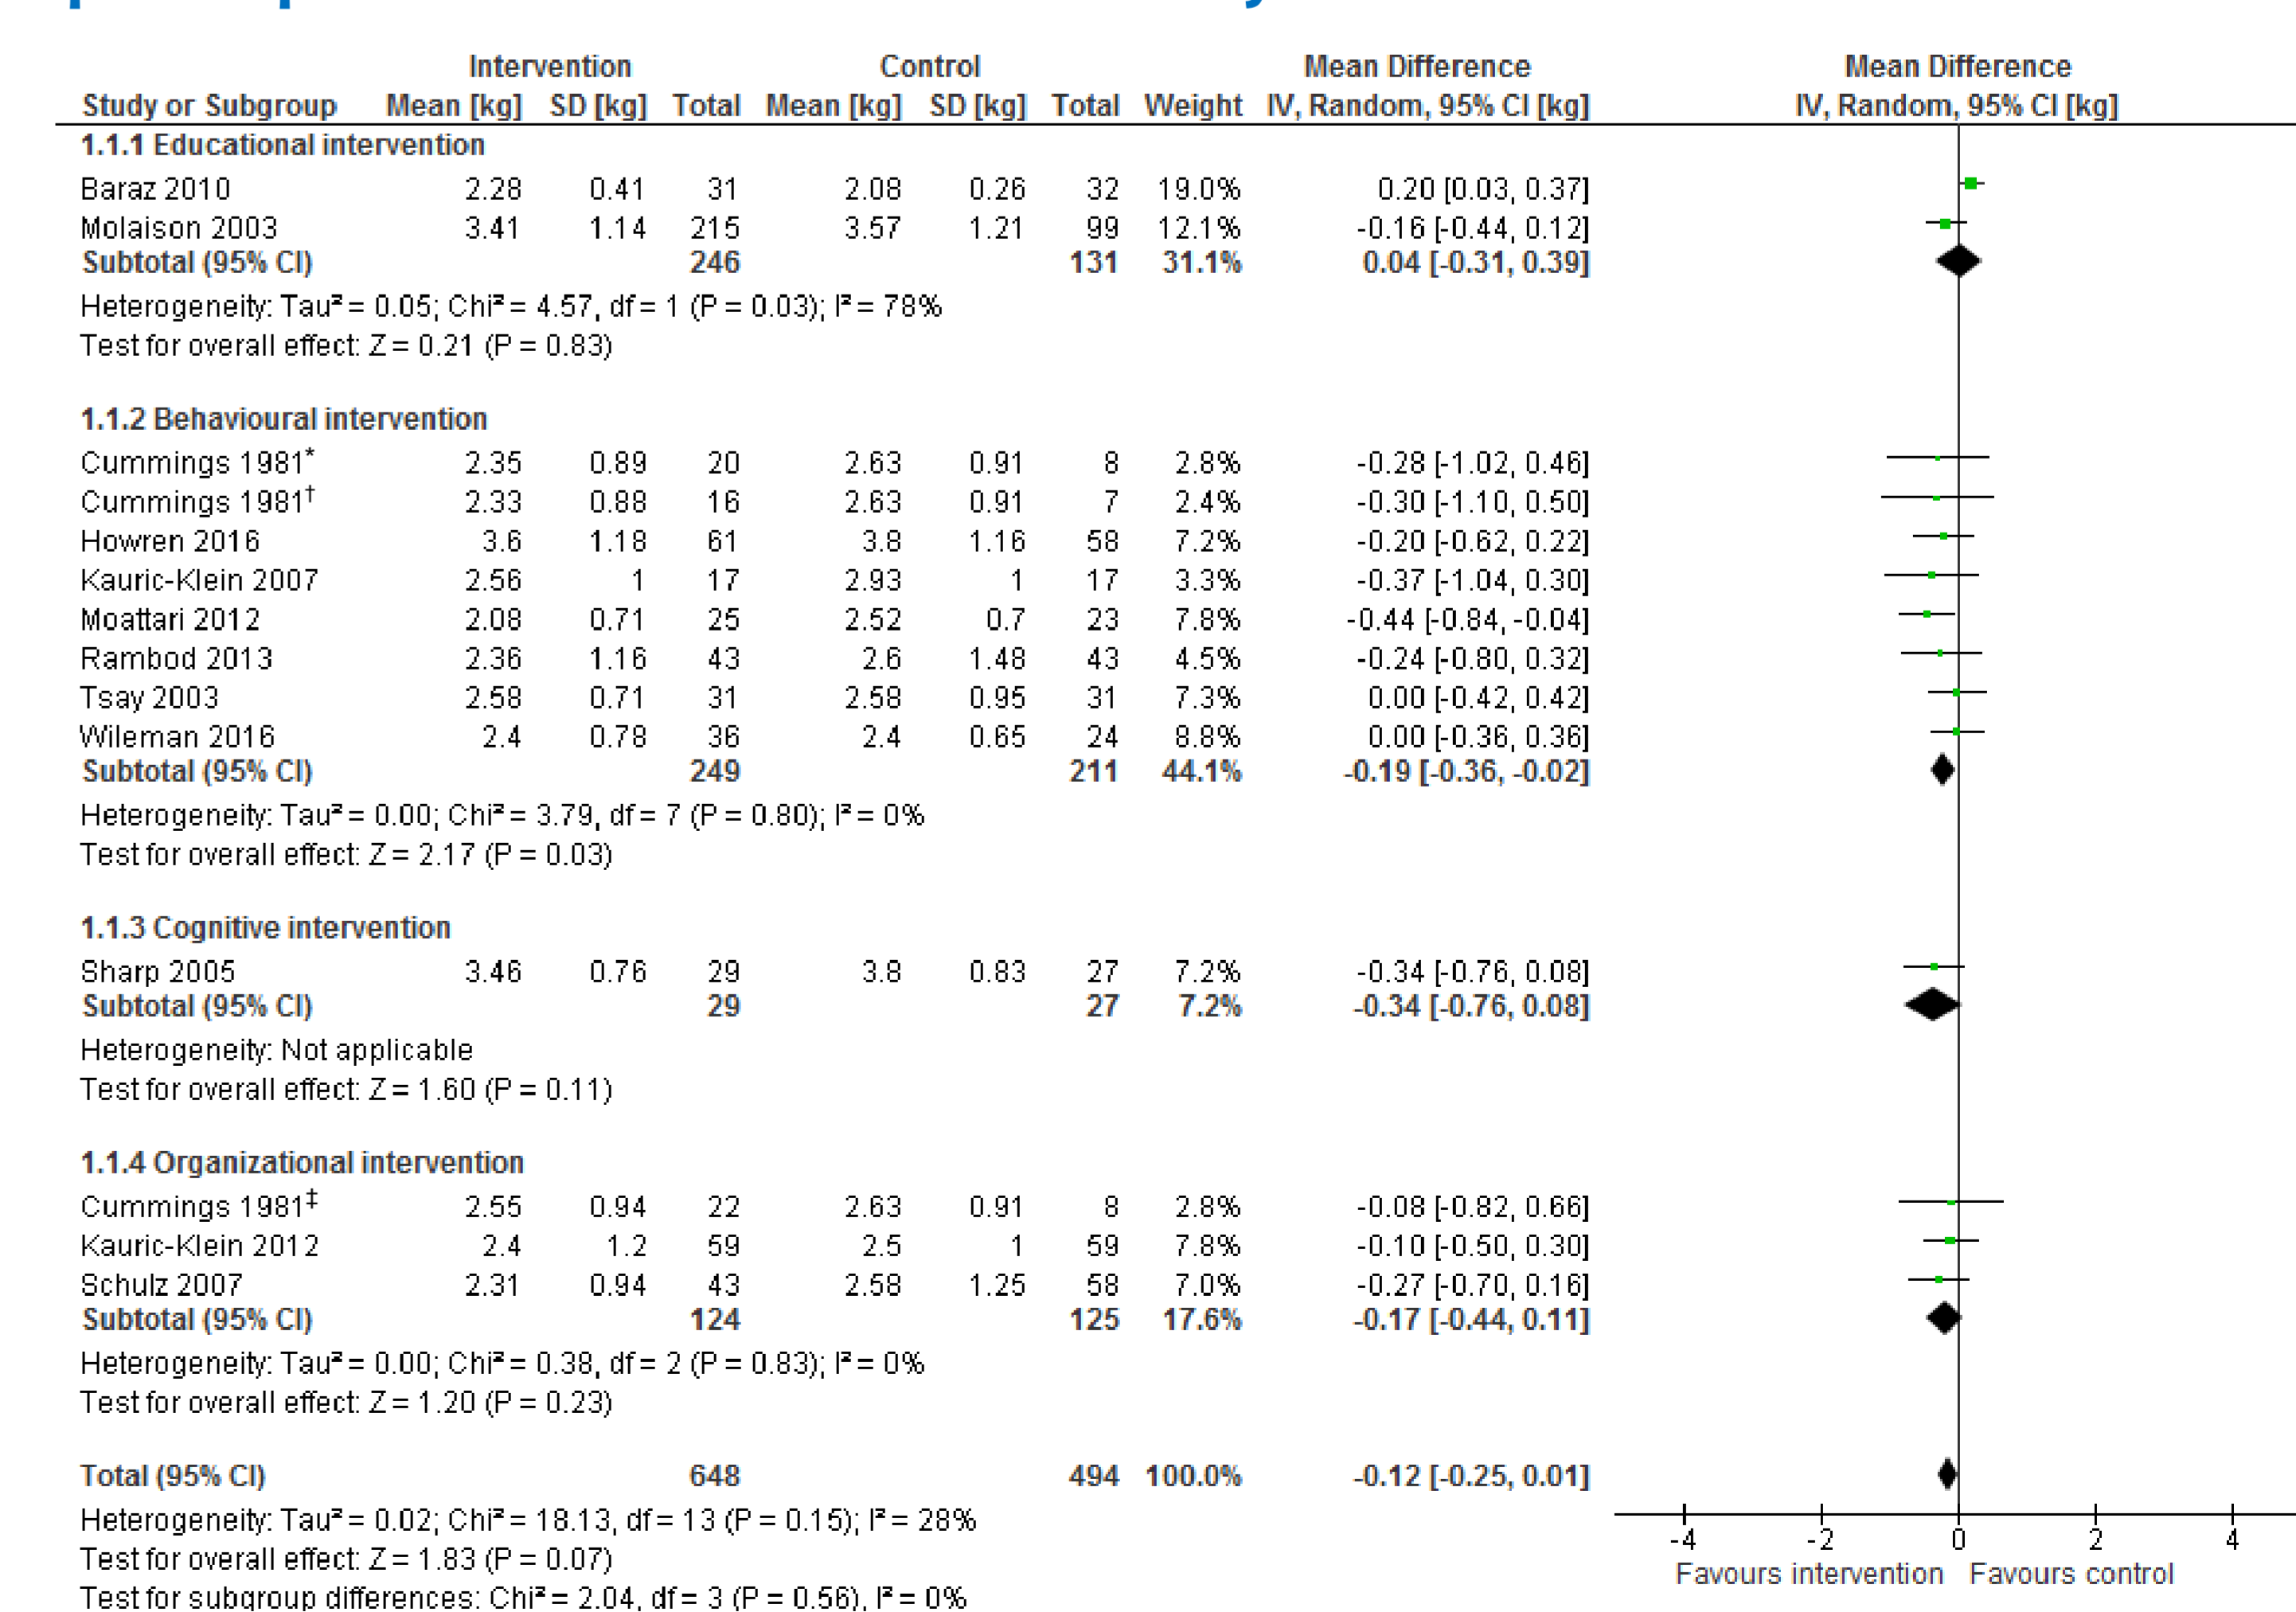 Intervention Control Mean Difference Mean Difference
Study or Subgroup Mean [kg] SD [kg] Total Mean [kg] SD [kg] Total Weight IV, Random, 95% CI [kg] IV, Random, 95% CI [kg]
1.1.1 Educational intervention
Baraz 2010 2.28 0.41 31 2.08 0.26 32 19.0% 0.20 [0.03, 0.37]
Molaison 2003 3.41 1.14 215 3.57 1.21 99 12.1% -0.16 [-0.44, 0.12]
Subtotal (95% CI) 246 131 31.1% 0.04 [-0.31, 0.39]
Heterogeneity: Tau² = 0.05; Chi² = 4.57, df = 1 (P = 0.03); I² = 78%
Test for overall effect: Z = 0.21 (P = 0.83)
1.1.2 Behavioural intervention
Cummings 1981* 2.35 0.89 20 2.63 0.91 8 2.8% -0.28 [-1.02, 0.46]
Cummings 1981† 2.33 0.88 16 2.63 0.91 7 2.4% -0.30 [-1.10, 0.50]
Howren 2016 3.6 1.18 61 3.8 1.16 58 7.2% -0.20 [-0.62, 0.22]
Kauric-Klein 2007 2.56 1 17 2.93 1 17 3.3% -0.37 [-1.04, 0.30]
Moattari 2012 2.08 0.71 25 2.52 0.7 23 7.8% -0.44 [-0.84, -0.04]
Rambod 2013 2.36 1.16 43 2.6 1.48 43 4.5% -0.24 [-0.80, 0.32]
Tsay 2003 2.58 0.71 31 2.58 0.95 31 7.3% 0.00 [-0.42, 0.42]
Wileman 2016 2.4 0.78 36 2.4 0.65 24 8.8% 0.00 [-0.36, 0.36]
Subtotal (95% CI) 249 211 44.1% -0.19 [-0.36, -0.02]
Heterogeneity: Tau² = 0.00; Chi² = 3.79, df = 7 (P = 0.80); I² = 0%
Test for overall effect: Z = 2.17 (P = 0.03)
1.1.3 Cognitive intervention
Sharp 2005 3.46 0.76 29 3.8 0.83 27 7.2% -0.34 [-0.76, 0.08]
Subtotal (95% CI) 29 27 7.2% -0.34 [-0.76, 0.08]
Heterogeneity: Not applicable
Test for overall effect: Z = 1.60 (P = 0.11)
1.1.4 Organizational intervention
Cummings 1981‡ 2.55 0.94 22 2.63 0.91 8 2.8% -0.08 [-0.82, 0.66]
Kauric-Klein 2012 2.4 1.2 59 2.5 1 59 7.8% -0.10 [-0.50, 0.30]
Schulz 2007 2.31 0.94 43 2.58 1.25 58 7.0% -0.27 [-0.70, 0.16]
Subtotal (95% CI) 124 125 17.6% -0.17 [-0.44, 0.11]
Heterogeneity: Tau² = 0.00; Chi² = 0.38, df = 2 (P = 0.83); I² = 0%
Test for overall effect: Z = 1.20 (P = 0.23)
Total (95% CI) 648 494 100.0% -0.12 [-0.25, 0.01]
Heterogeneity: Tau² = 0.02; Chi² = 18.13, df = 13 (P = 0.15); I² = 28%
-4 -2 0 2 4
Test for overall effect: Z = 1.83 (P = 0.07)
Favours intervention Favours control
Test for subgroup differences: Chi² = 2.04, df = 3 (P = 0.56), I² = 0%